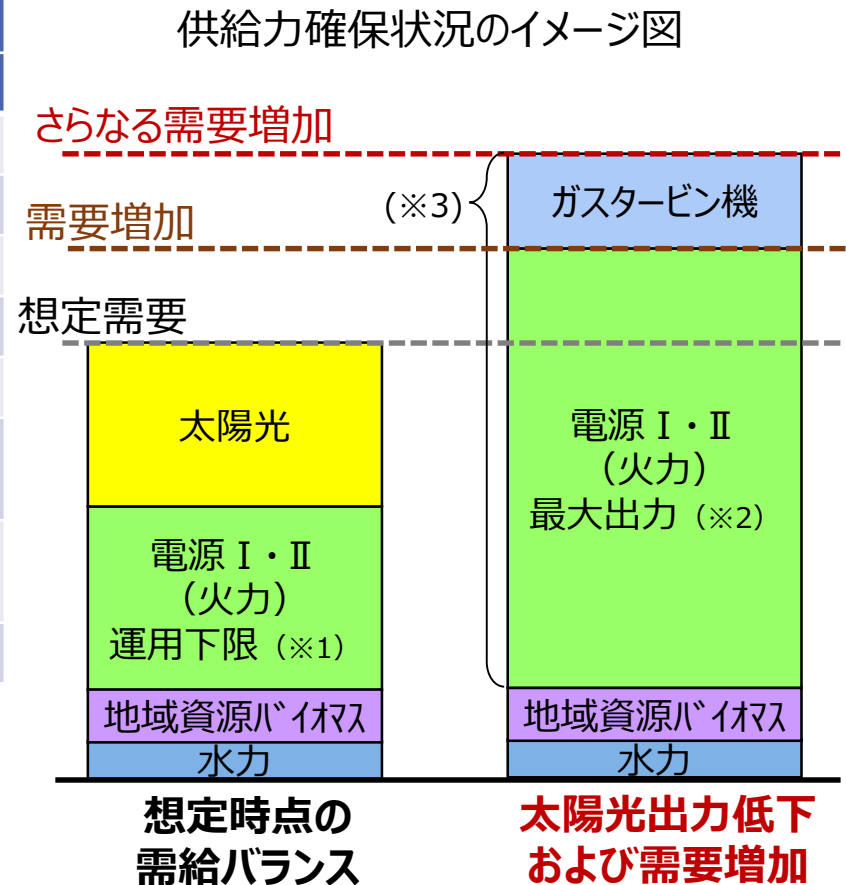 供給力確保状況のイメージ図
さらなる需要増加
(※3)
ガスタービン機
需要増加
想定需要
太陽光
電源Ⅰ・Ⅱ
(火力)
運用下限(※1)
地域資源バイオマス
水力
電源Ⅰ・Ⅱ
(火力)
最大出力(※2)
地域資源バイオマス
水力
想定時点の
需給バランス
太陽光出力低下
および需要増加